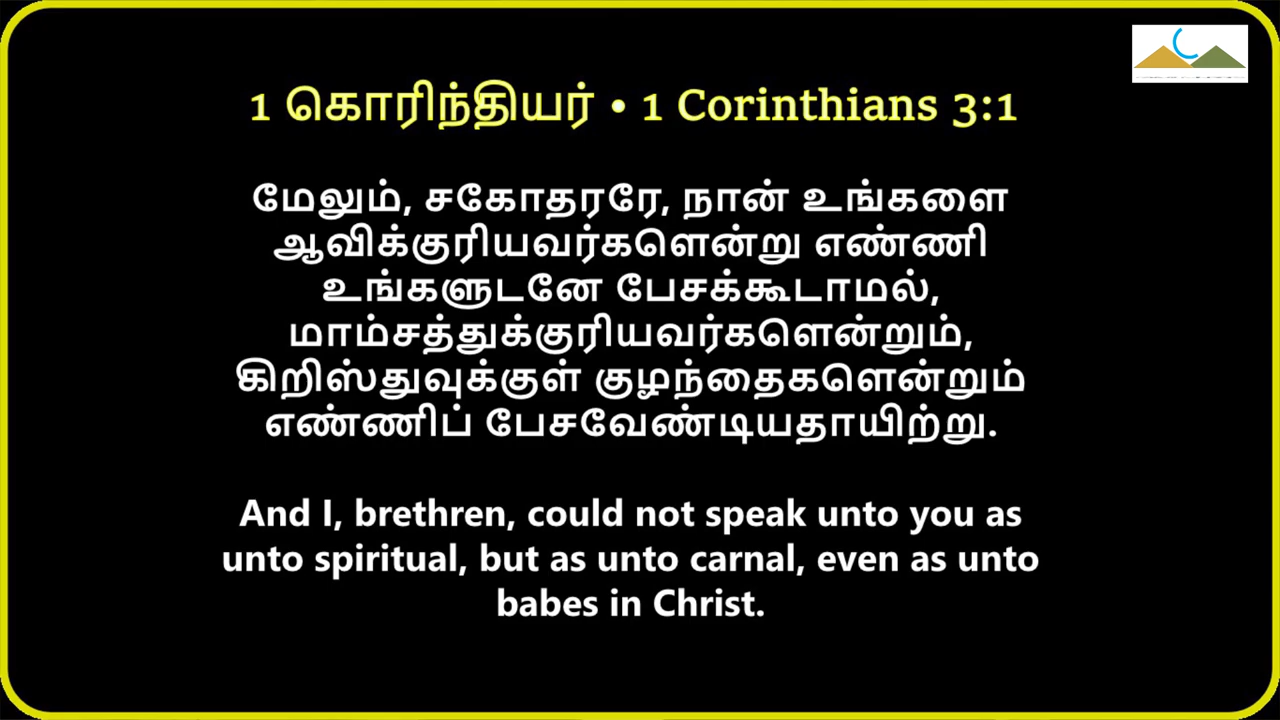 1 கொரிந்தியர் • 1 Corinthians 3:1
மேலும், சகோதரரே, நான் உங்களை
ஆவிக்குரியவர்களென்று எண்ணி
உங்களுடனே பேசக்கூடாமல்,
மாம்சத்துக்குரியவர்களென்றும்,
கிறிஸ்துவுக்குள் குழந்தைகளென்றும்
எண்ணிப் பேசவேண்டியதாயிற்று.
And I, brethren, could not speak unto you as
unto spiritual, but as unto carnal, even as unto
babes in Christ.